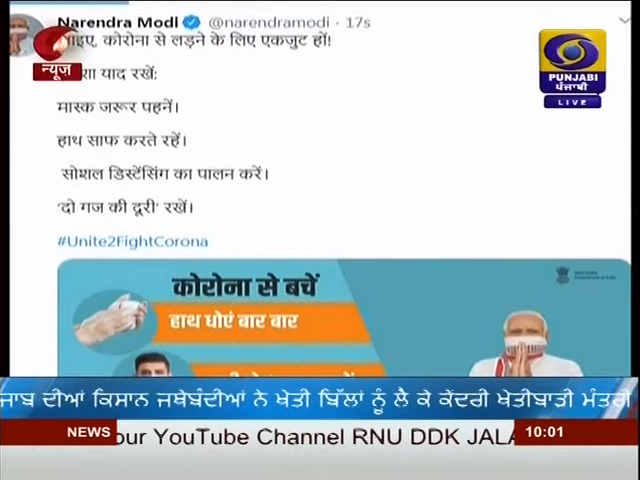 Narendra Modi @narendramodi · 17s
कोरोना से लड़ने के लिए एकजुट हों!
न्यूज़
याद रखें:
मास्क जरूर पहनें।
हाथ साफ करते रहें।
सोशल डिस्टेंसिंग का पालन करें।
'दो गज की दूरी' रखें।
#Unite2FightCorona
PUNJABI
ਪੰਜਾਬੀ
LIVE
कोरोना से बचें
हाथ धोएं बार बार
ਦੀਆਂ ਕਿਸਾਨ ਜਥੇਬੰਦੀਆਂ ਨੇ ਖੇਤੀ ਬਿੱਲਾਂ ਨੂੰ ਲੈ ਕੇ ਕੇਂਦਰੀ ਖੇਤੀਬਾੜੀ ਮੰਤਰੀ
NEWS our YouTube Channel RNU DDK JALA 10:01